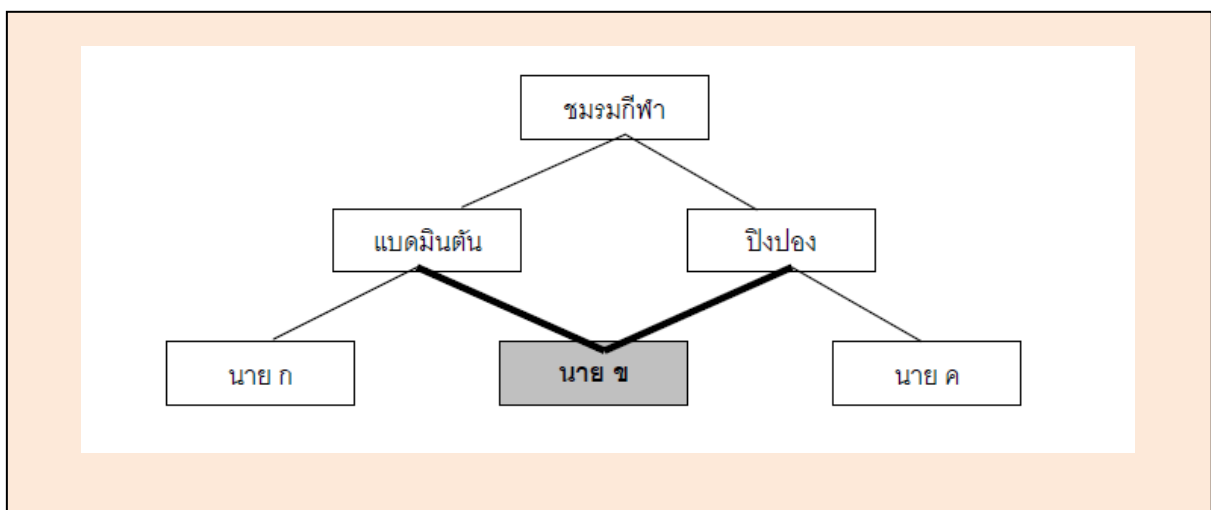 ชมรมกีฬา
แบดมินตัน
ปิงปอง
นาย ก
นาย ข
นาย ค